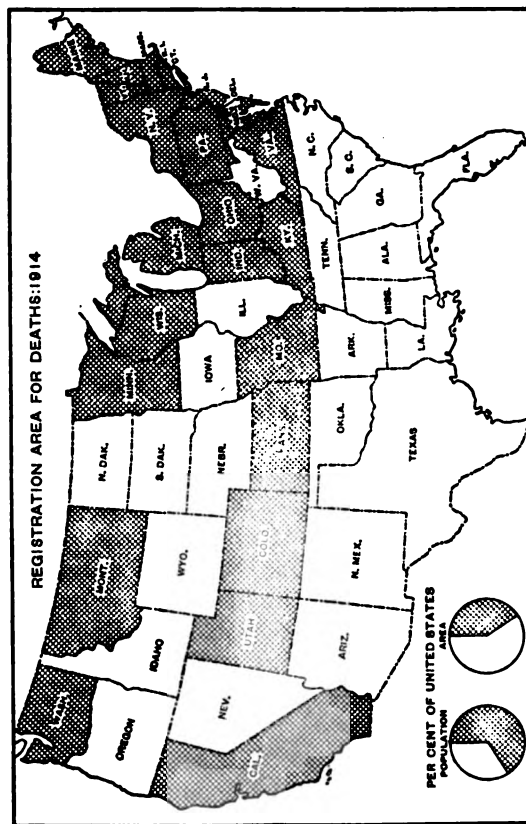 REGISTRATION AREA FOR DEATHS:1914
WASH.
MONT.
N. DAK.
MINN.
WIS.
MICH.
N.Y.
MAINE
R.I.
CT.
N.J.
DEL.
OREGON
IDAHO
WYO.
S. DAK.
IOWA
ILL.
IND.
OHIO
PA.
W. VA.
VA.
NEV.
UTAH
COLO.
NEBR.
KANS.
MO.
KY.
CAL.
ARIZ.
N. MEX.
OKLA.
ARK.
TENN.
N. C.
S. C.
TEXAS
LA.
MISS.
ALA.
GA.
FLA.
PER CENT OF UNITED STATES
POPULATION
AREA